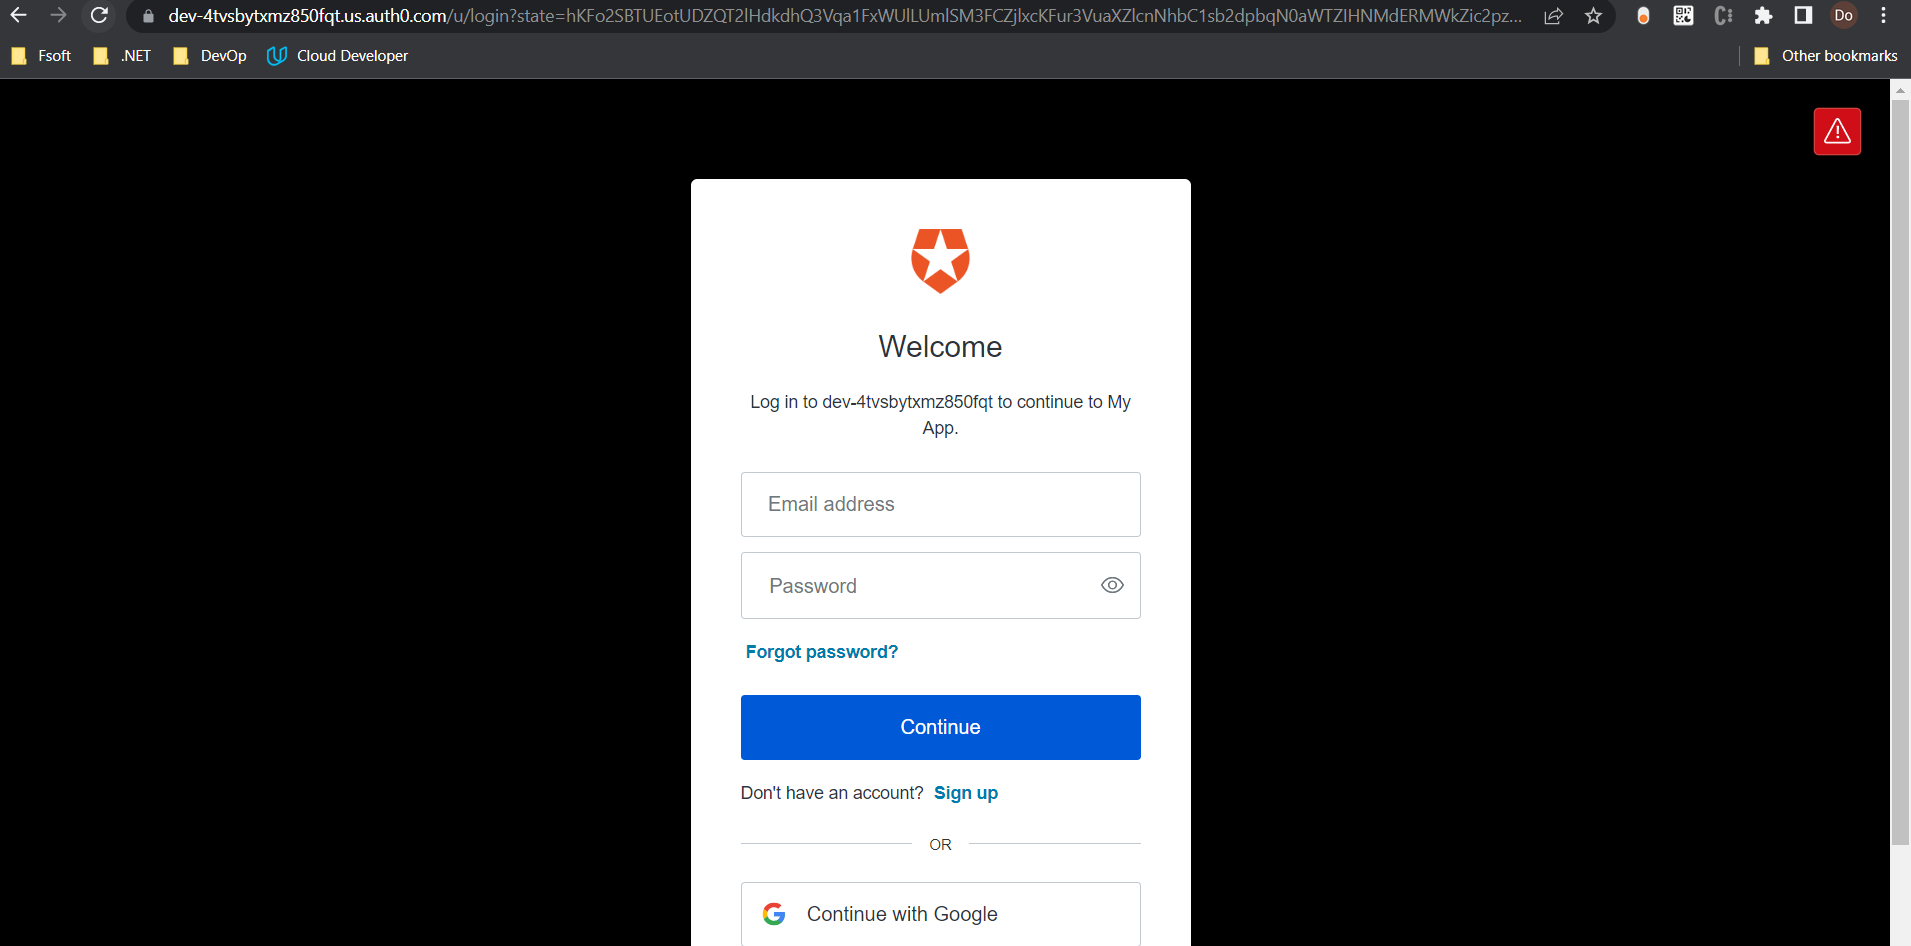 dev-4tvsbytxmz850fqt.us.auth0.com/u/login?state=hKFo2SBTUEotUDZQT2lHdkdhQ3Vqa1FxWUlLUmlSM3FCZjlxcKFur3VuaXZlcnNhbC1sb2dpbqN0aWTZIHNMdERMWkZic2pz...
Do
Fsoft .NET DevOp Cloud Developer Other bookmarks
Welcome
Log in to dev-4tvsbytxmz850fqt to continue to My
App.
Email address
Password
Forgot password?
Continue
Don't have an account? Sign up
OR
Continue with Google